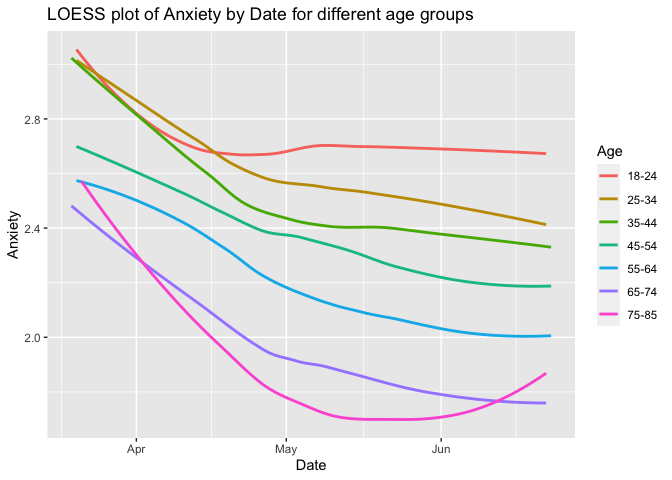 LOESS plot of Anxiety by Date for different age groups
2.8
2.4
2.0
Anxiety
Apr
May
Jun
Date
Age
18-24
25-34
35-44
45-54
55-64
65-74
75-85